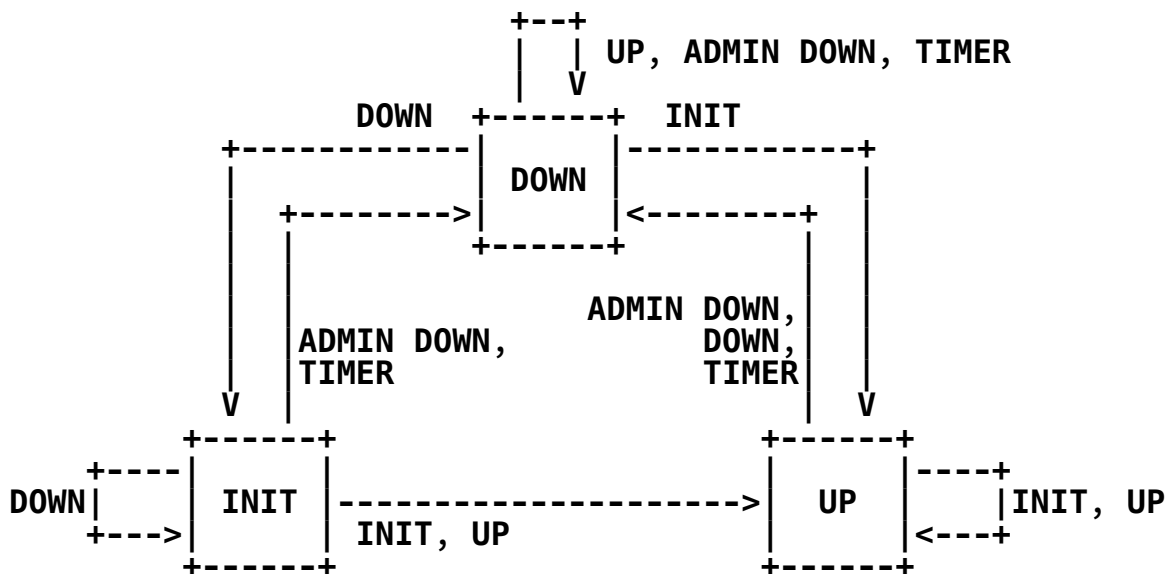 UP, ADMIN DOWN, TIMER
DOWN INIT
DOWN
ADMIN DOWN,
ADMIN DOWN, DOWN,
TIMER TIMER
DOWN INIT UP INIT, UP
INIT, UP